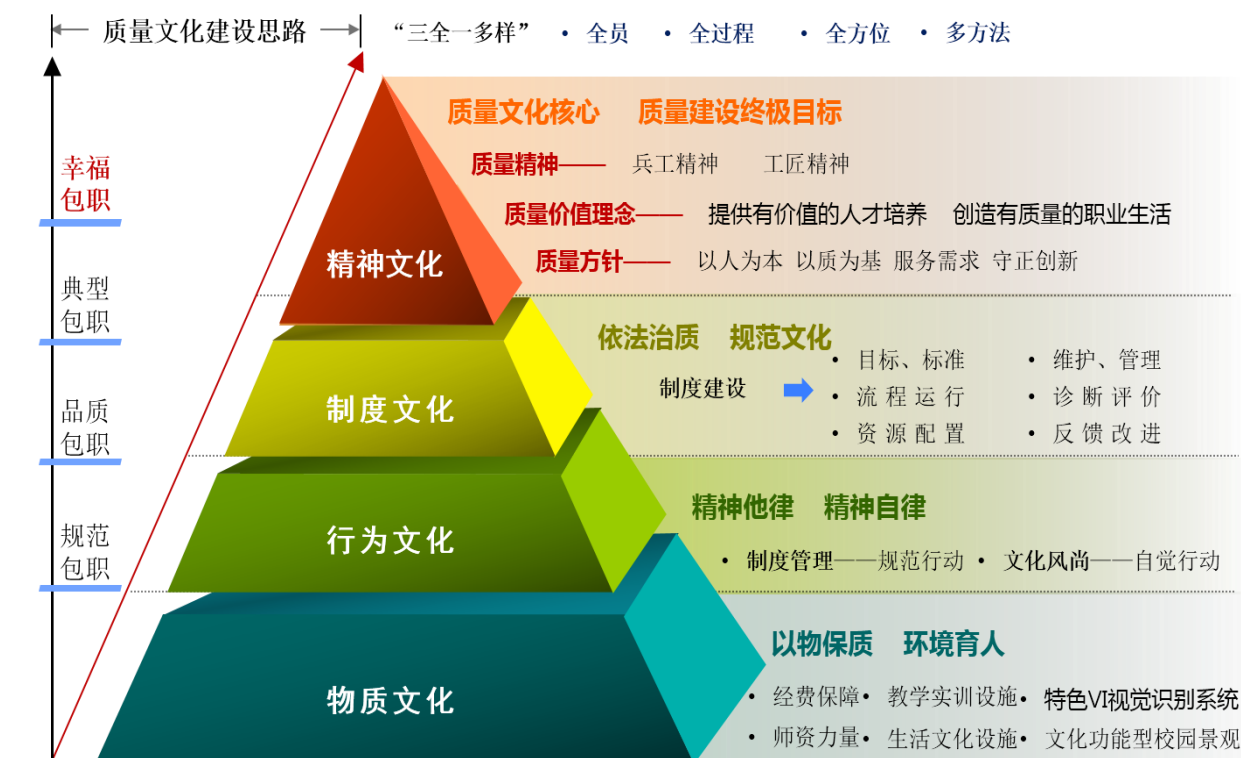 质量文化建设思路 “三全一多样” • 全员 • 全过程 • 全方位 • 多方法
质量文化核心 质量建设终极目标
幸福
包职
质量精神—— 兵工精神 工匠精神
质量价值理念—— 提供有价值的人才培养 创造有质量的职业生活
精神文化
质量方针—— 以人为本 以质为基 服务需求 守正创新
典型
包职
依法治质 规范文化
制度文化
制度建设
• 目标、标准 • 维护、管理
• 流程运行 • 诊断评价
• 资源配置 • 反馈改进
品质
包职
精神他律 精神自律
行为文化
• 制度管理——规范行动 • 文化风尚——自觉行动
规范
包职
以物保质 环境育人
物质文化
• 经费保障 • 教学实训设施 • 特色VI视觉识别系统
• 师资力量 • 生活文化设施 • 文化功能型校园景观